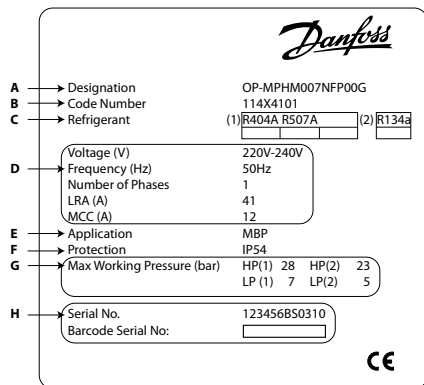 Danfoss
A Designation OP-MPHM007NFP00G
B Code Number 114X4101
C Refrigerant (1) R404A R507A (2) R134a
Voltage (V) 220V-240V
D Frequency (Hz) 50Hz
Number of Phases 1
LRA (A) 41
MCC (A) 12
E Application MBP
F Protection IP54
G Max Working Pressure (bar) HP(1) 28 HP(2) 23
LP (1) 7 LP(2) 5
H Serial No. 123456BS0310
Barcode Serial No:
CE